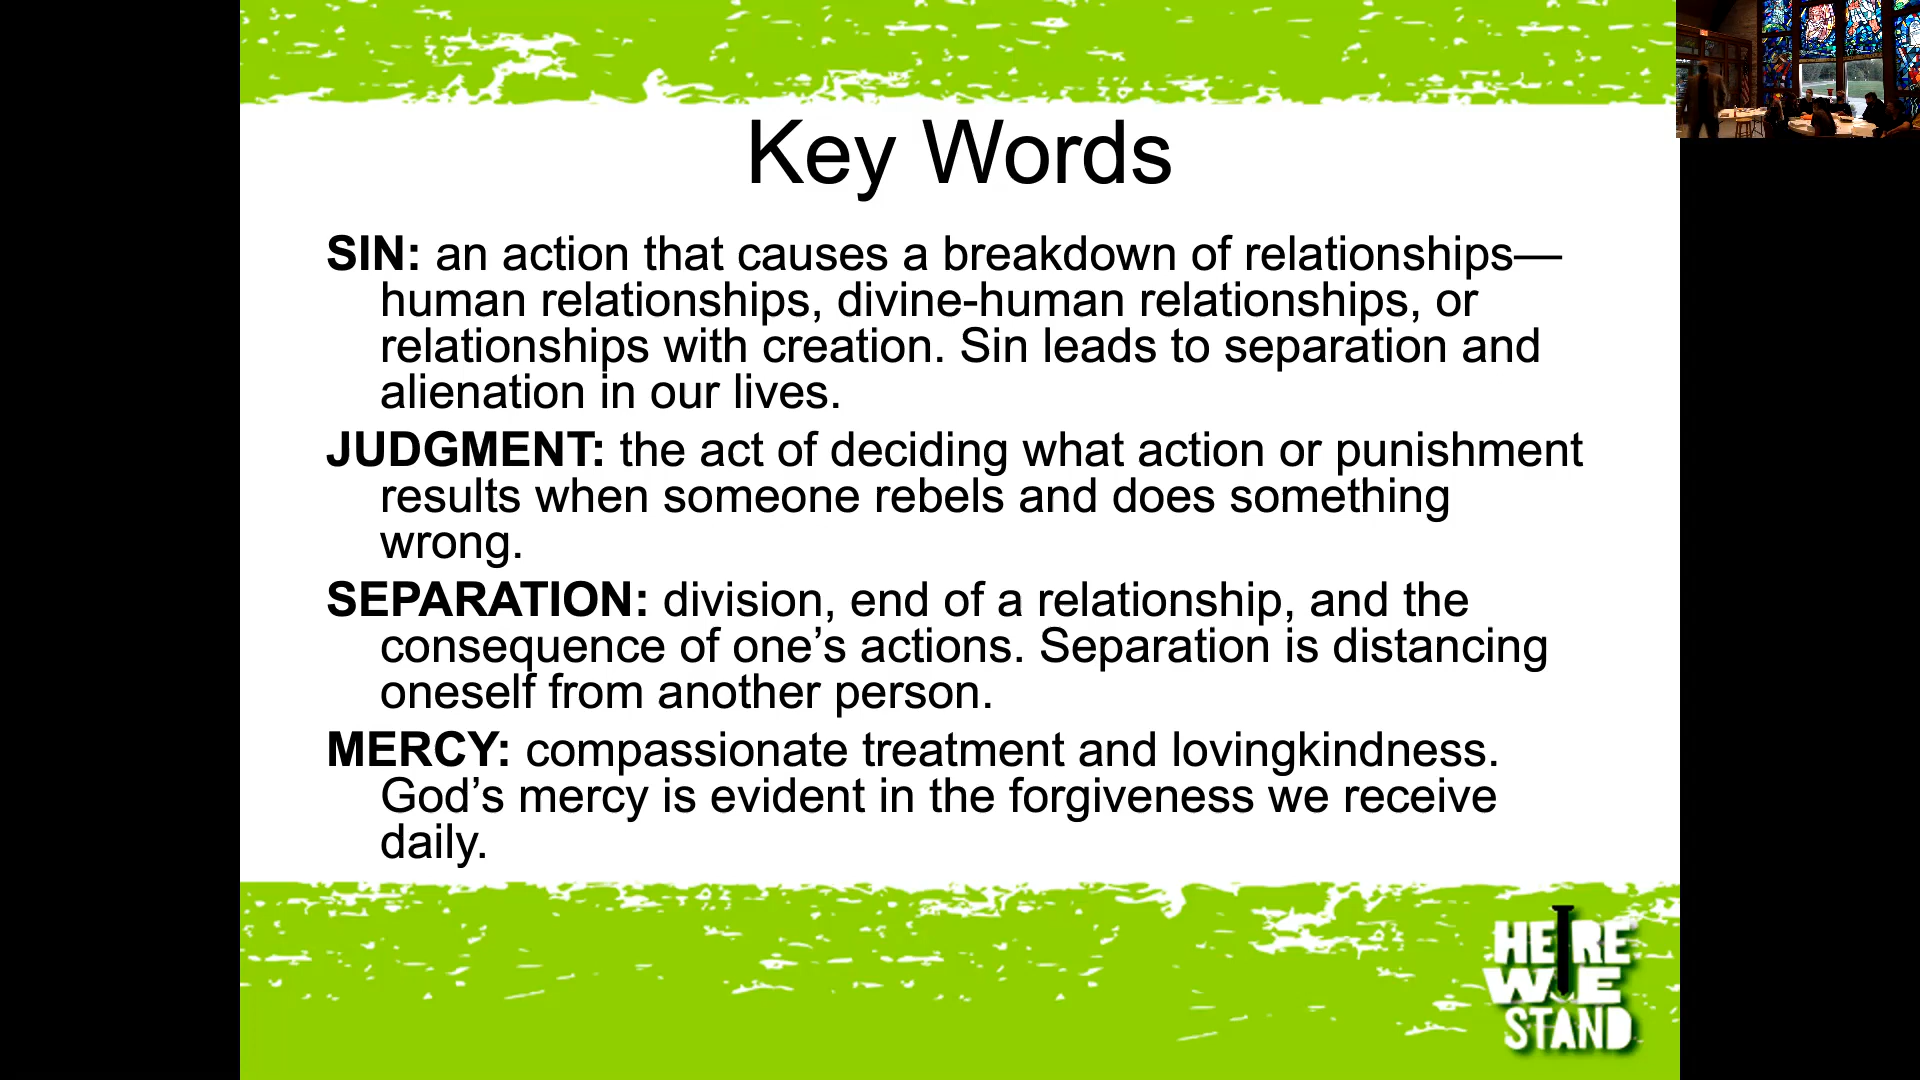 Key Words
SIN: an action that causes a breakdown of relationships—
human relationships, divine-human relationships, or
relationships with creation. Sin leads to separation and
alienation in our lives.
JUDGMENT: the act of deciding what action or punishment
results when someone rebels and does something
wrong.
SEPARATION: division, end of a relationship, and the
consequence of one’s actions. Separation is distancing
oneself from another person.
MERCY: compassionate treatment and lovingkindness.
God’s mercy is evident in the forgiveness we receive
daily.
HERE
WE
STAND